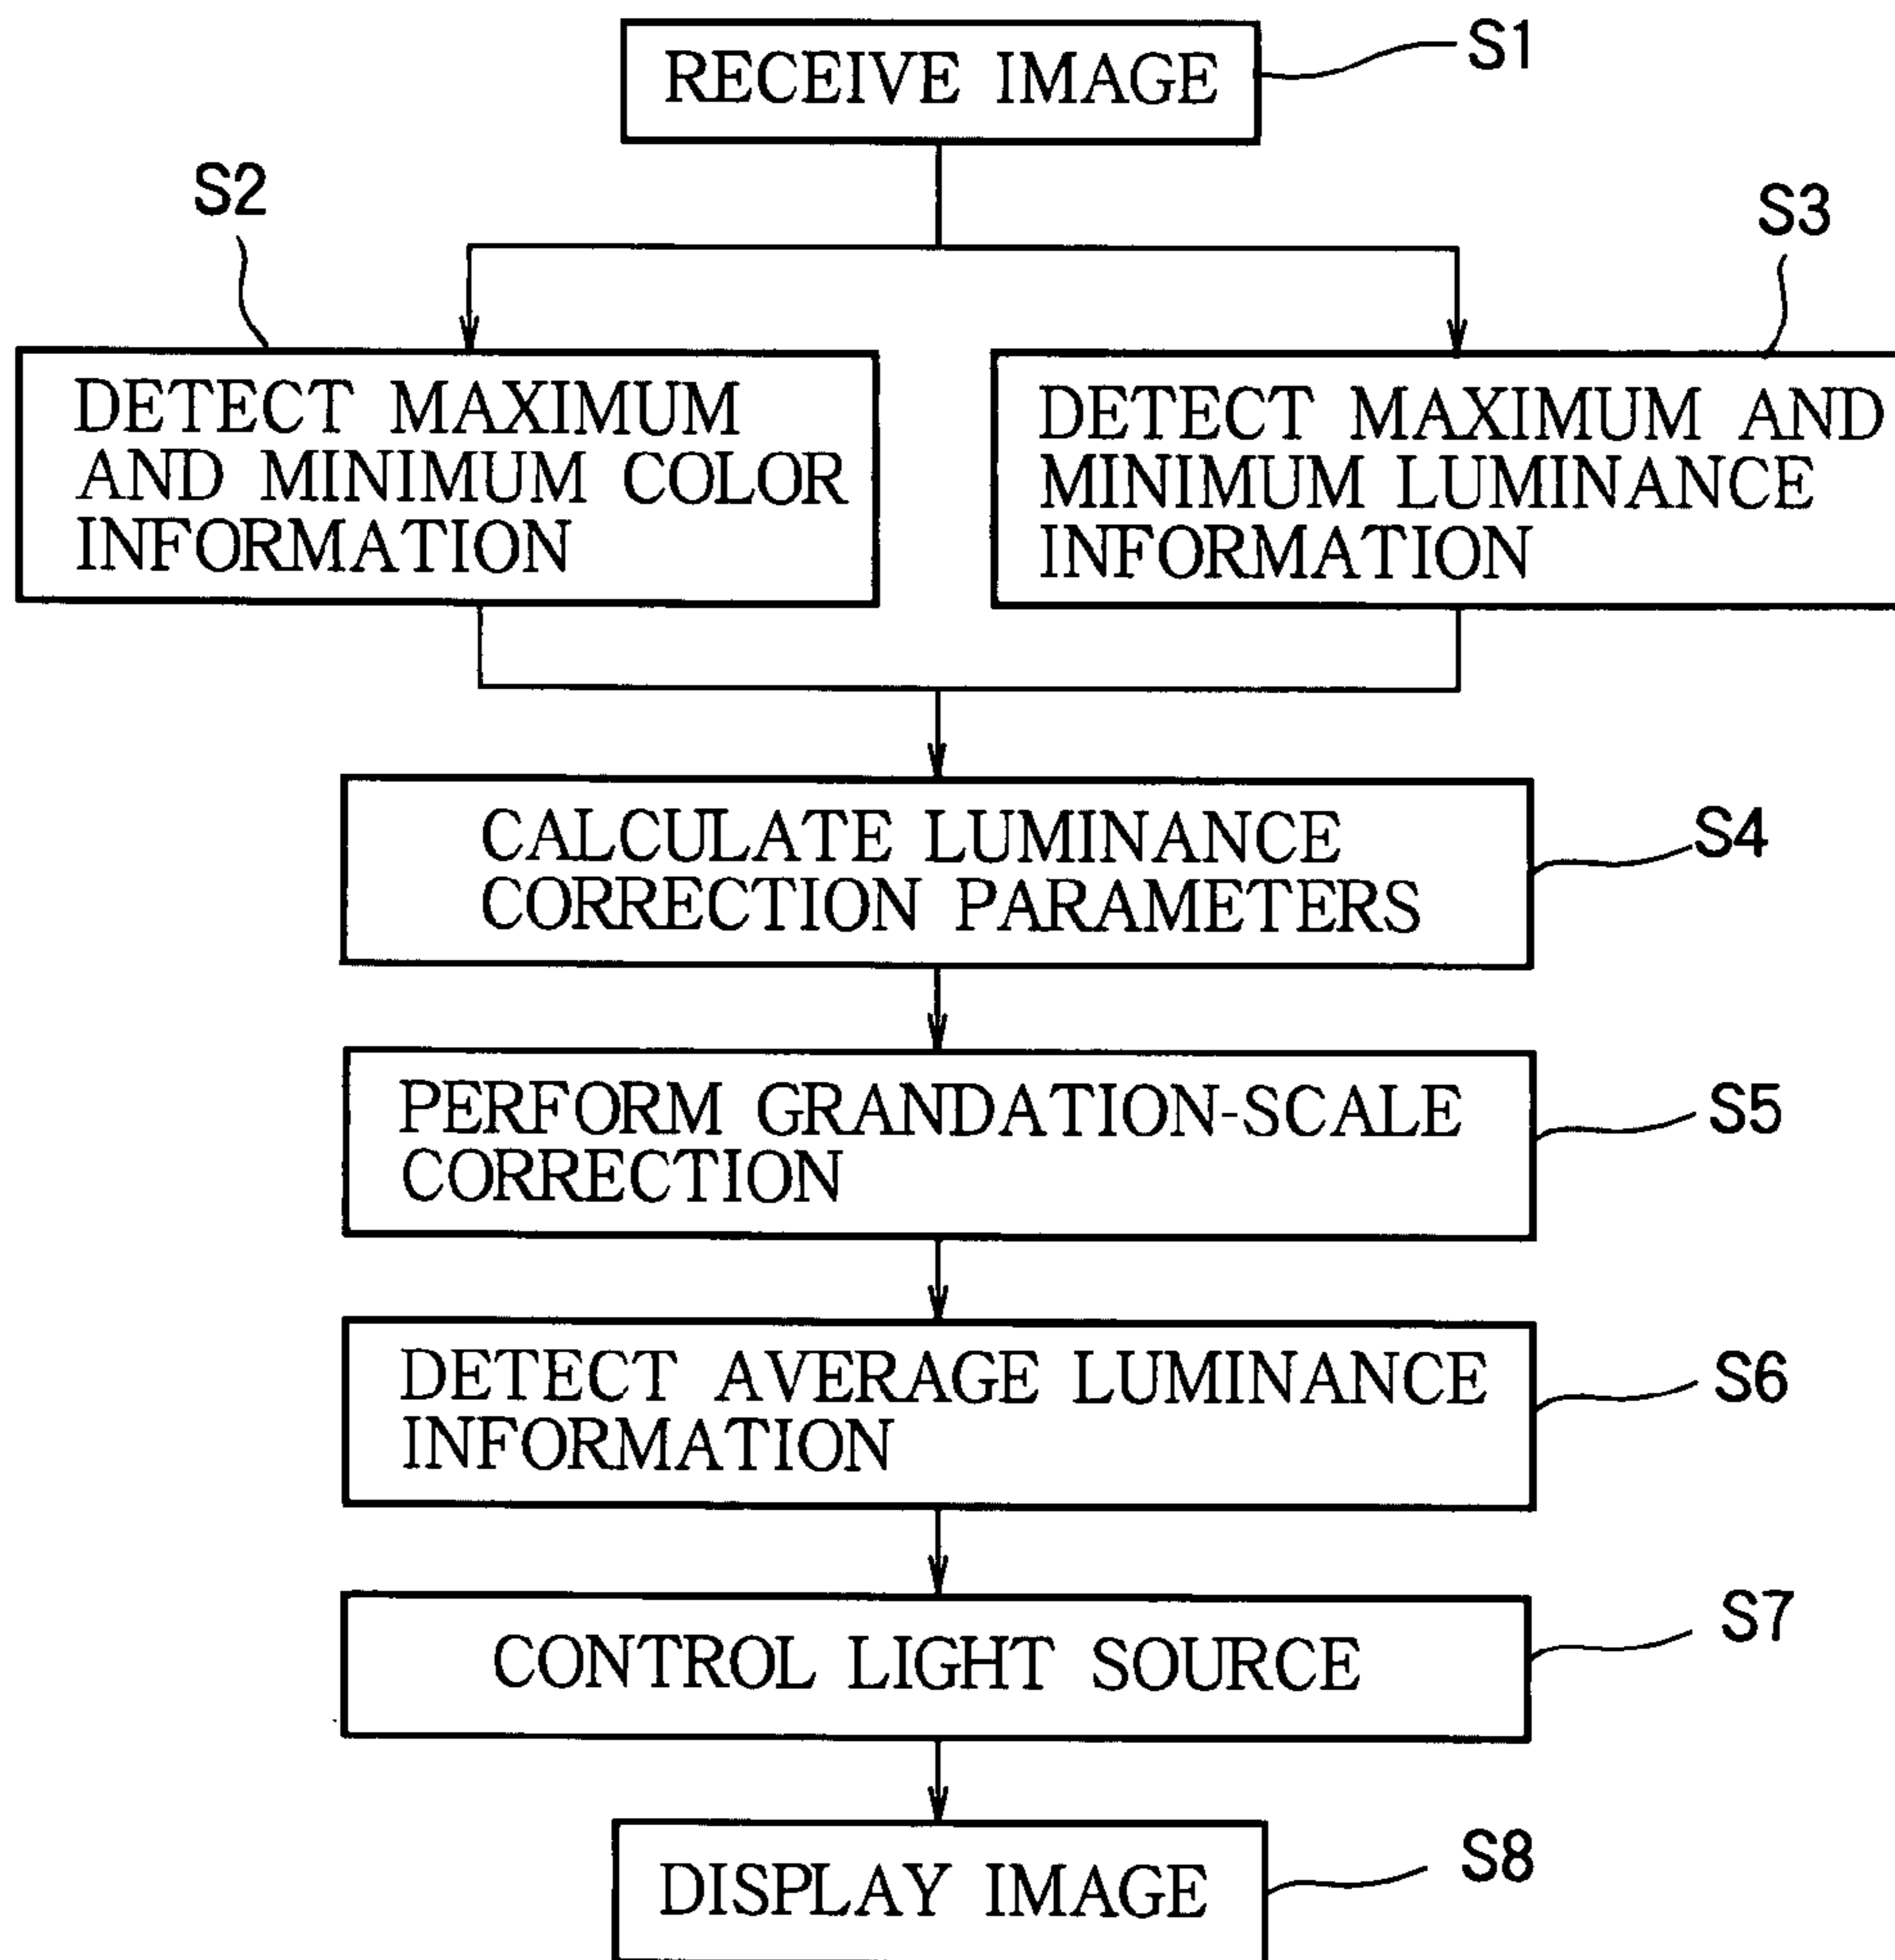 RECEIVE IMAGE
S1
S2
S3
DETECT MAXIMUM
AND MINIMUM COLOR
INFORMATION
DETECT MAXIMUM AND
MINIMUM LUMINANCE
INFORMATION
CALCULATE LUMINANCE
CORRECTION PARAMETERS
S4
PERFORM GRANDATION-SCALE
CORRECTION
S5
DETECT AVERAGE LUMINANCE
INFORMATION
S6
CONTROL LIGHT SOURCE
S7
DISPLAY IMAGE
S8